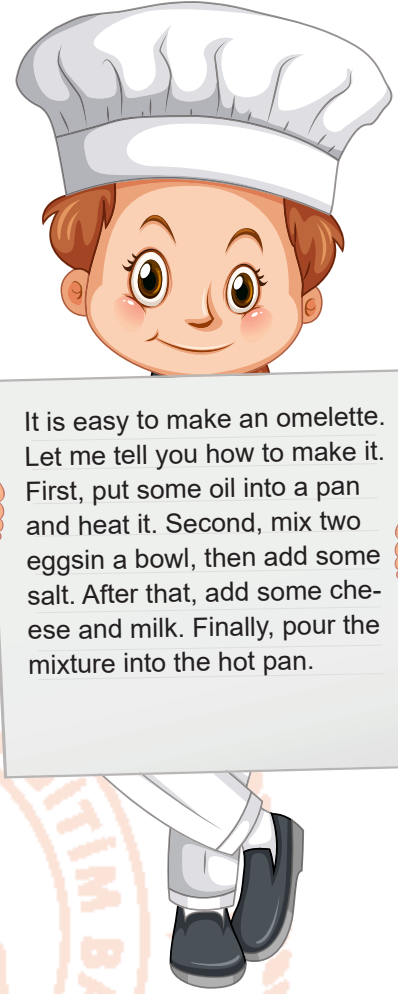 It is easy to make an omelette.
Let me tell you how to make it.
First, put some oil into a pan
and heat it. Second, mix two
eggsin a bowl, then add some
salt. After that, add some che-
ese and milk. Finally, pour the
mixture into the hot pan.